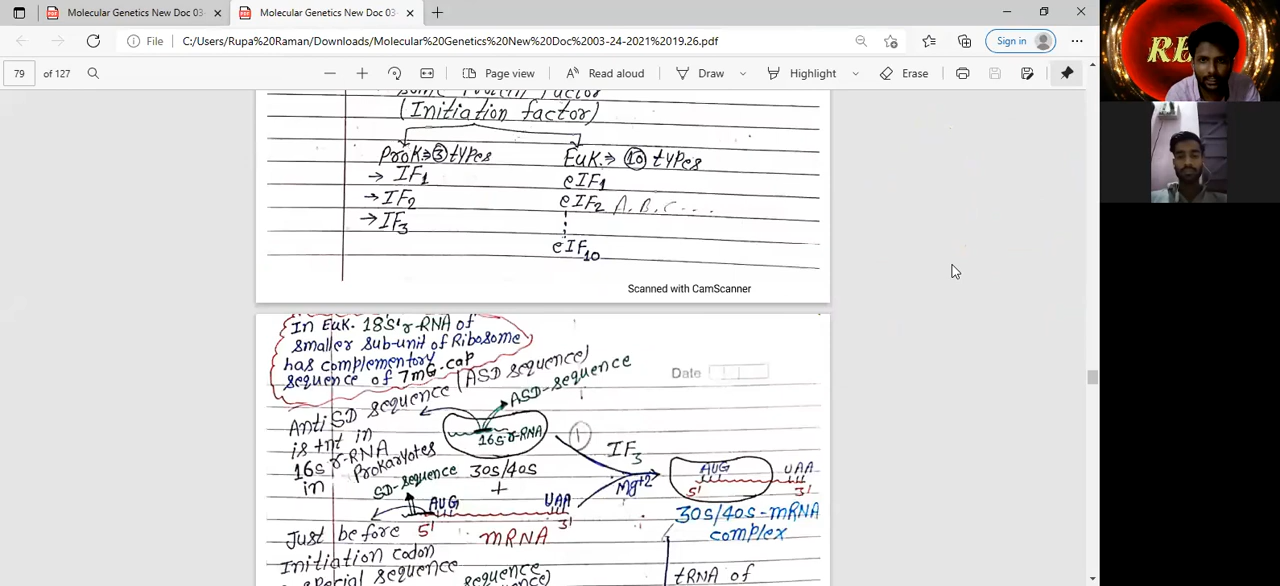 Molecular Genetics New Doc 03-
Molecular Genetics New Doc 03-
File C:/Users/Rupa%20Raman/Downloads/Molecular%20Genetics%20New%20Doc%2003-24-2021%2019.26.pdf
Sign in
79 of 127
Page view
Read aloud
Draw
Highlight
Erase
(Initiation factor)
Prok⇒ ③ types
Euk.⇒ ⑩ types
→ IF1
eIF1
→ IF2
eIF2 A, B, C....
→ IF3
eIF10
Scanned with CamScanner
In Euk. 18S r-RNA of
smaller sub-unit of Ribosome
has complementary
sequence of 7mG-cap
Date
Anti SD sequence (ASD sequence)
ASD-sequence
is tnt in
16s r-RNA
in Prokaryotes
16s r-RNA
30s/40s
+
1
IF3
Mg+2
AUG UAA
5' 3'
30s/40s-mRNA
complex
SD-sequence
AUG UAA
5' 3'
mRNA
Just before
Initiation codon
special sequence
sequence)
tRNA of